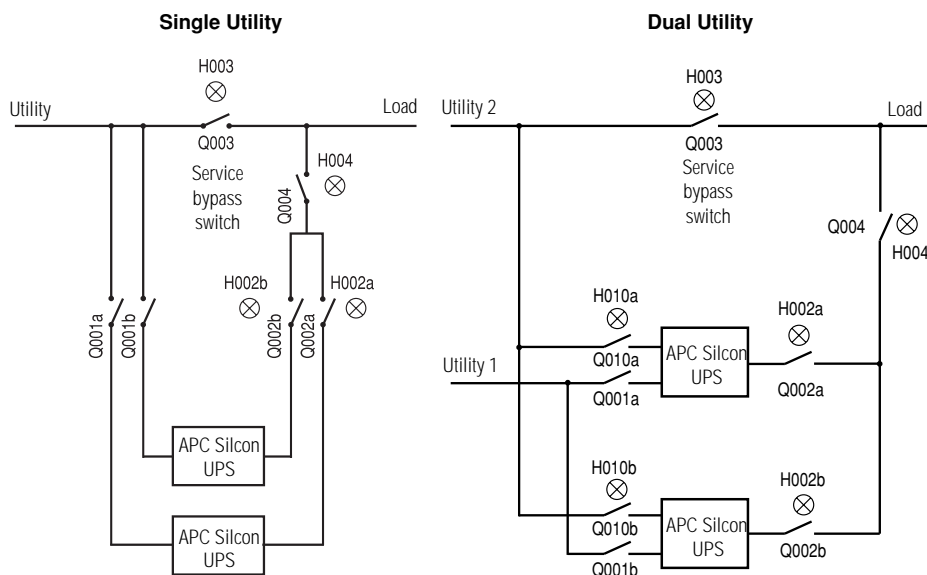 Single Utility
H003
Utility
Load
Q003
Service
bypass
switch
H004
Q004
H002b
H002a
Q001a
Q001b
Q002b
Q002a
APC Silcon
UPS
APC Silcon
UPS
Dual Utility
H003
Utility 2
Load
Q003
Service
bypass
switch
Q004
H004
H010a
H002a
Q010a
APC Silcon
UPS
Utility 1
Q001a
Q002a
H010b
H002b
Q010b
APC Silcon
UPS
Q001b
Q002b